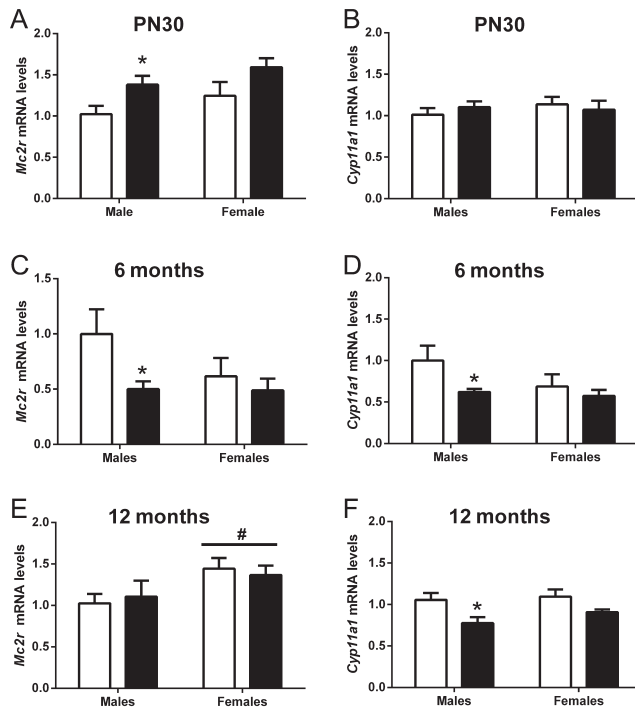 A
PN30
Mc2r mRNA levels
2.0
1.5
1.0
0.5
0.0
*
Male
Female
B
PN30
Cyp11a1 mRNA levels
2.0
1.5
1.0
0.5
0.0
Males
Females
C
6 months
Mc2r mRNA levels
1.5
1.0
0.5
0.0
*
Males
Females
D
6 months
Cyp11a1 mRNA levels
2.0
1.5
1.0
0.5
0.0
*
Males
Females
E
12 months
Mc2r mRNA levels
2.0
1.5
1.0
0.5
0.0
#
Males
Females
F
12 months
Cyp11a1 mRNA levels
2.0
1.5
1.0
0.5
0.0
*
Males
Females